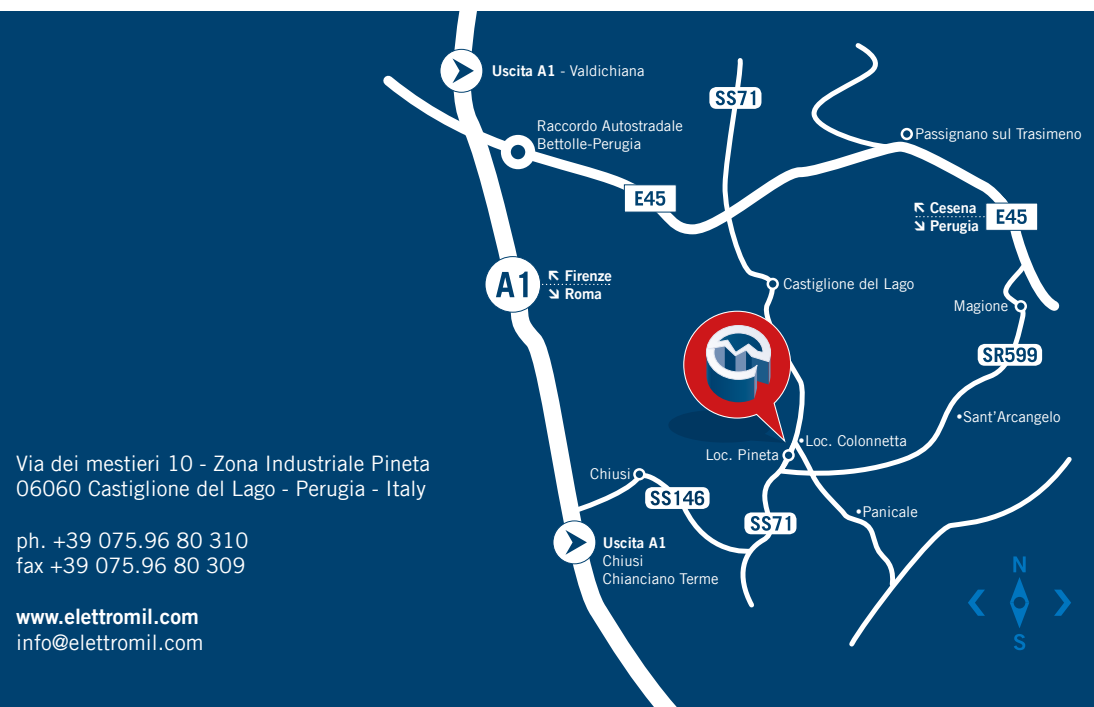 Uscita A1 - Valdichiana
SS71
Raccordo Autostradale
Bettolle-Perugia
Passignano sul Trasimeno
E45
Cesena
Perugia
E45
A1
Firenze
Roma
Castiglione del Lago
Magione
SR599
Sant'Arcangelo
Loc. Colonnetta
Loc. Pineta
Chiusi
SS146
SS71
Panicale
Uscita A1
Chiusi
Chianciano Terme
N
S
Via dei mestieri 10 - Zona Industriale Pineta
06060 Castiglione del Lago - Perugia - Italy
ph. +39 075.96 80 310
fax +39 075.96 80 309
www.elettromil.com
info@elettromil.com